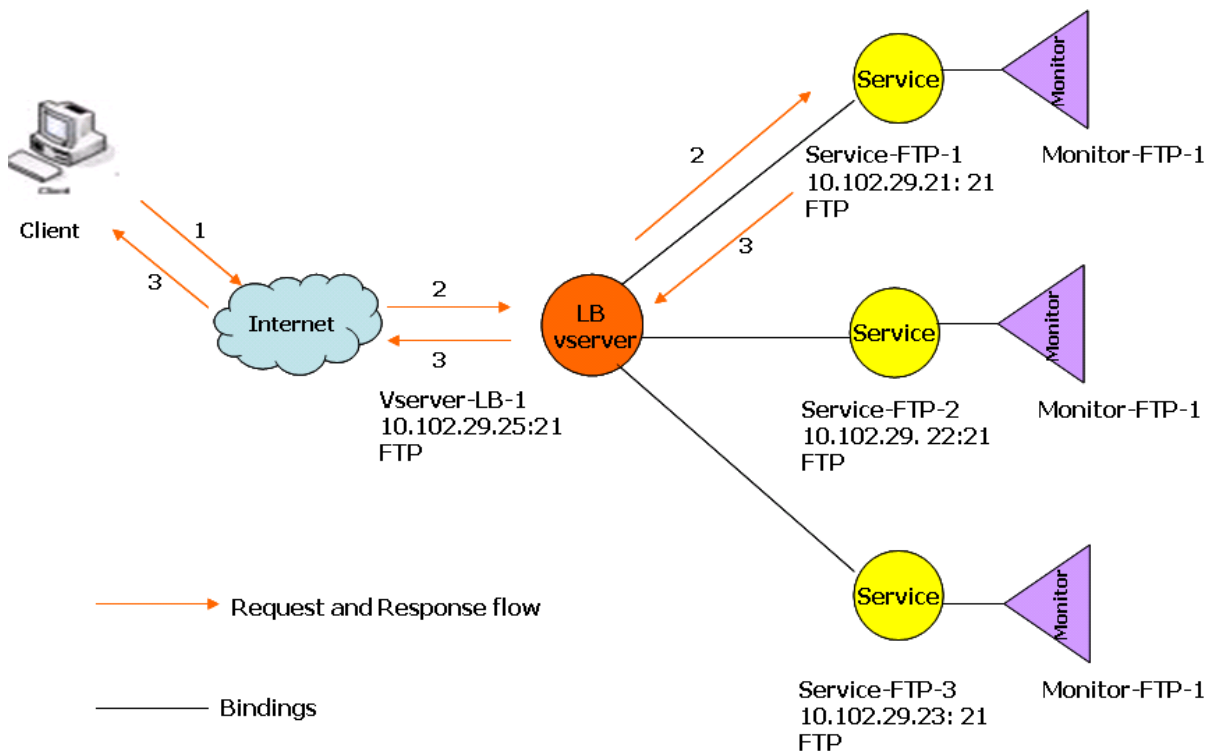 Service
Monitor
2
Service-FTP-1
10.102.29.21: 21
FTP
Monitor-FTP-1
Client
Client
1
3
3
Internet
2
3
LB
vserver
Vserver-LB-1
10.102.29.25:21
FTP
Service
Monitor
Service-FTP-2
10.102.29. 22:21
FTP
Monitor-FTP-1
Service
Monitor
Service-FTP-3
10.102.29.23: 21
FTP
Monitor-FTP-1
Request and Response flow
Bindings